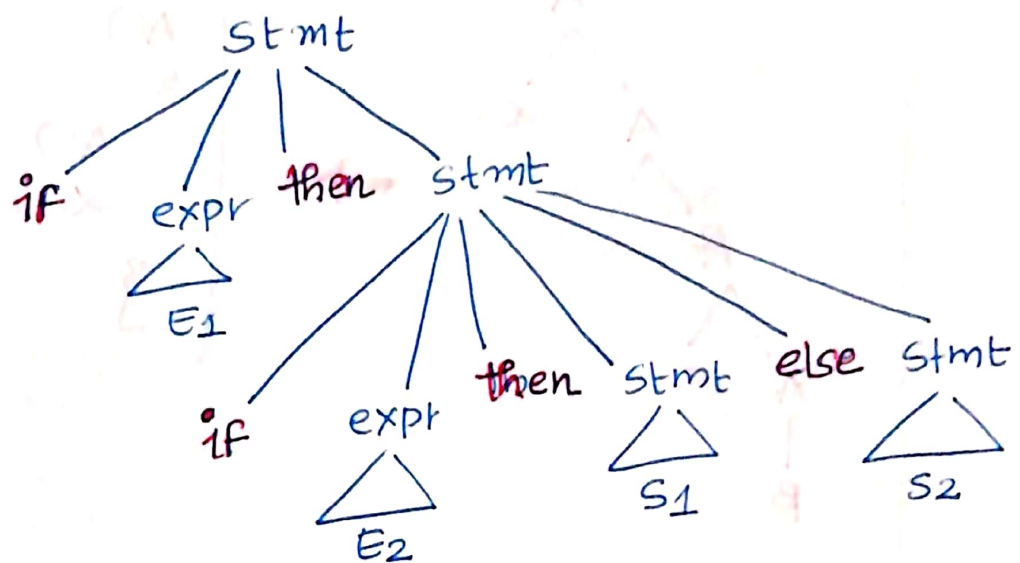 Stmt
if expr then Stmt
E1
if expr then Stmt else Stmt
E2 S1 S2